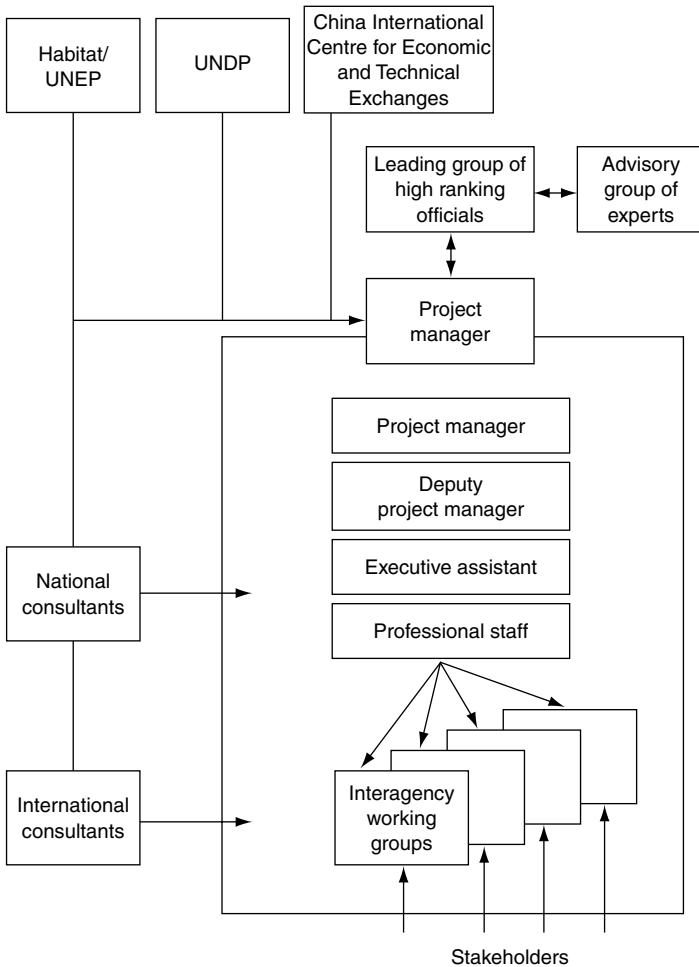 Habitat/
UNEP
UNDP
China International
Centre for Economic
and Technical
Exchanges
Leading group of
high ranking
officials
Advisory
group of
experts
Project
manager
Project manager
Deputy
project manager
Executive assistant
National
consultants
Professional staff
International
consultants
Interagency
working
groups
Stakeholders